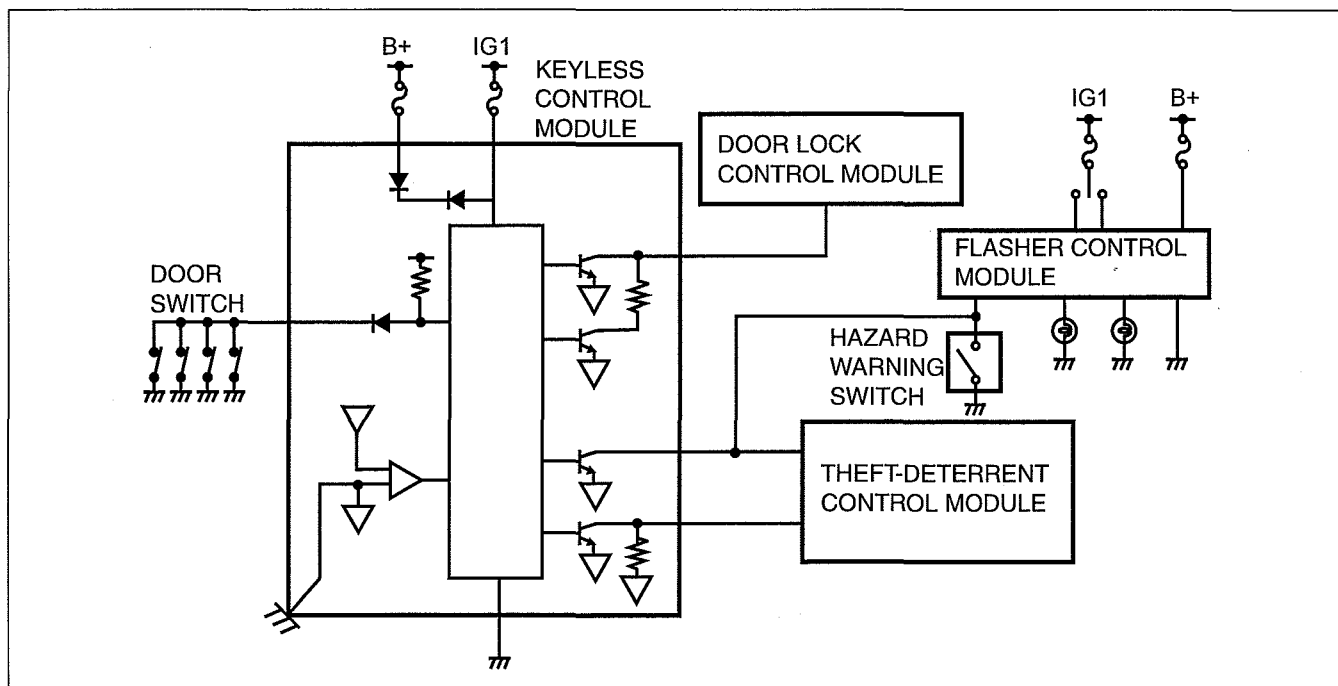 B+
IG1
KEYLESS
CONTROL
MODULE
DOOR LOCK
CONTROL MODULE
IG1
B+
FLASHER CONTROL
MODULE
DOOR
SWITCH
HAZARD
WARNING
SWITCH
THEFT-DETERRENT
CONTROL MODULE